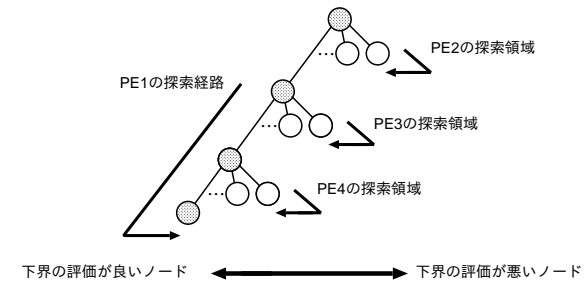 PE2の探索領域
PE1の探索経路
PE3の探索領域
PE4の探索領域
下界の評価が良いノード
下界の評価が悪いノード